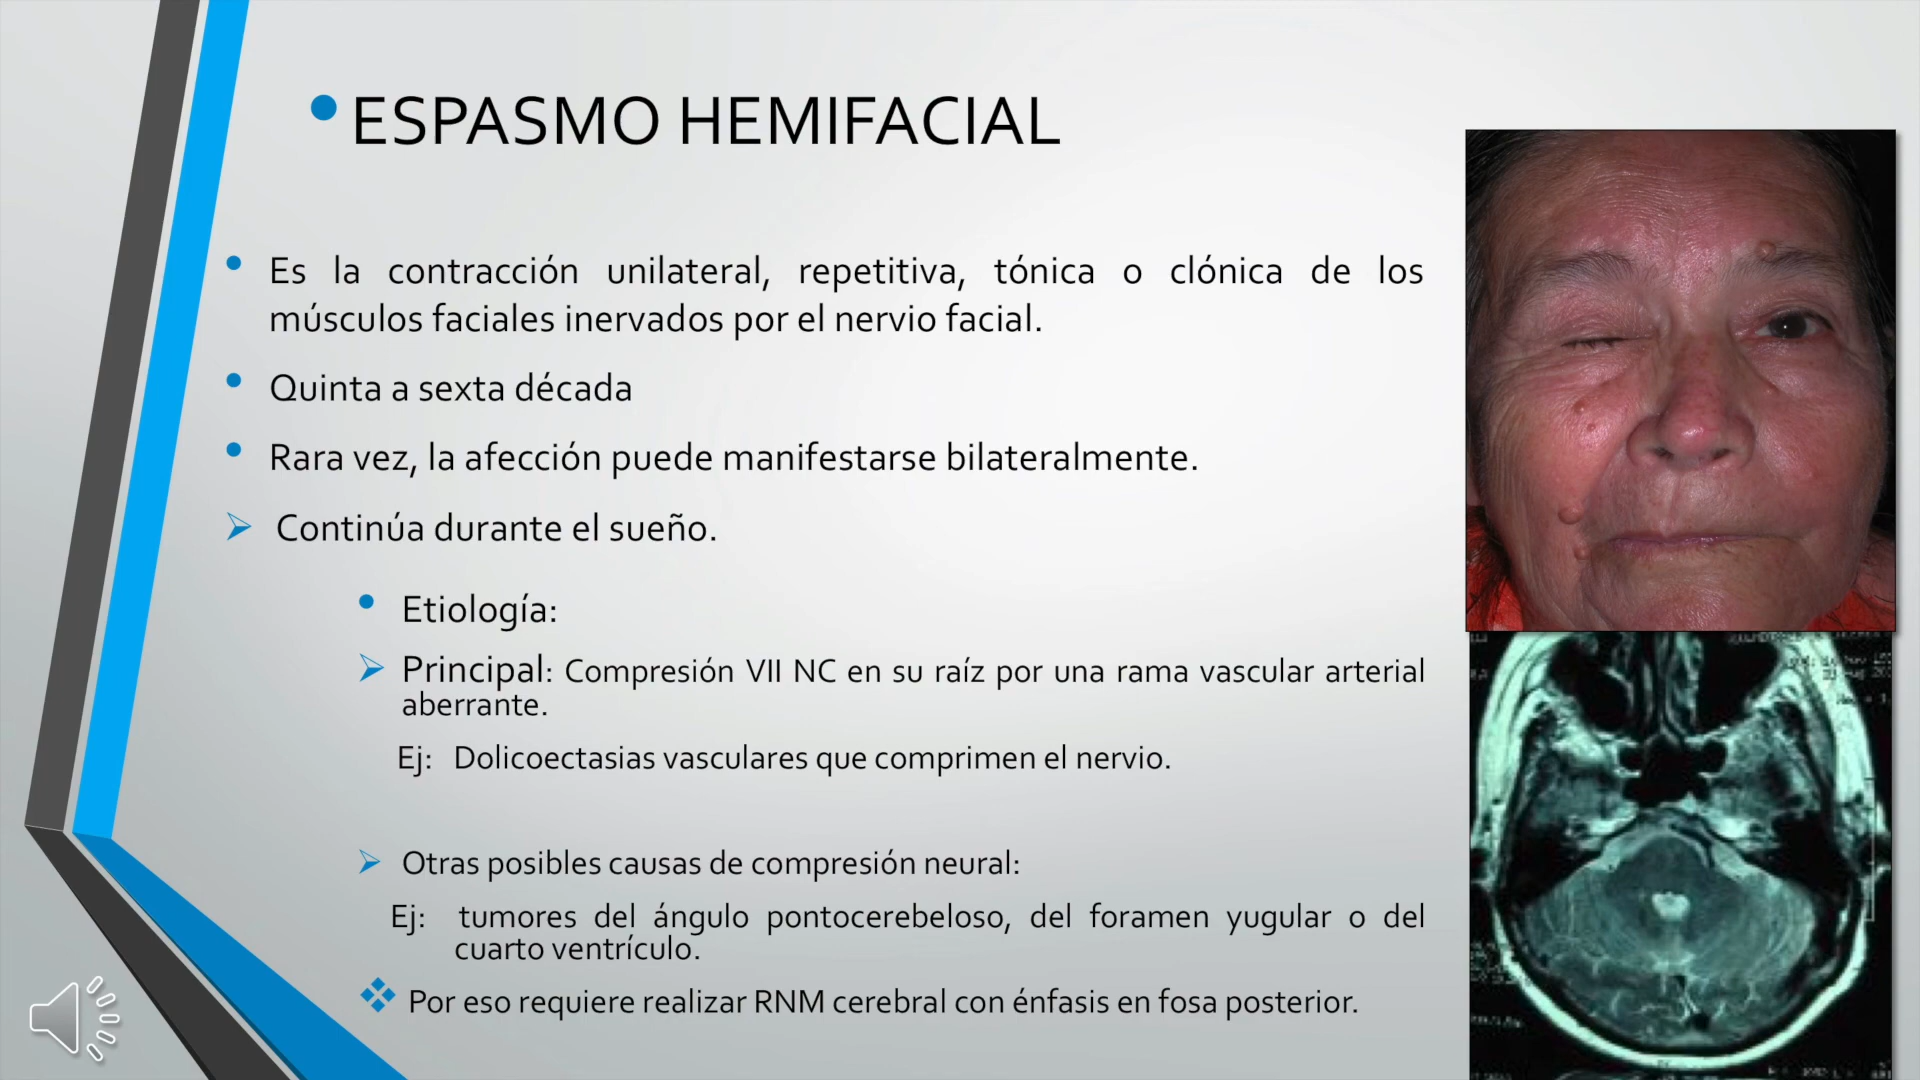 ESPASMO HEMIFACIAL
Es la contracción unilateral, repetitiva, tónica o clónica de los
músculos faciales inervados por el nervio facial.
Quinta a sexta década
Rara vez, la afección puede manifestarse bilateralmente.
Continúa durante el sueño.
Etiología:
Principal: Compresión VII NC en su raíz por una rama vascular arterial
aberrante.
Ej: Dolicoectasias vasculares que comprimen el nervio.
Otras posibles causas de compresión neural:
Ej: tumores del ángulo pontocerebeloso, del foramen yugular o del
cuarto ventrículo.
Por eso requiere realizar RNM cerebral con énfasis en fosa posterior.